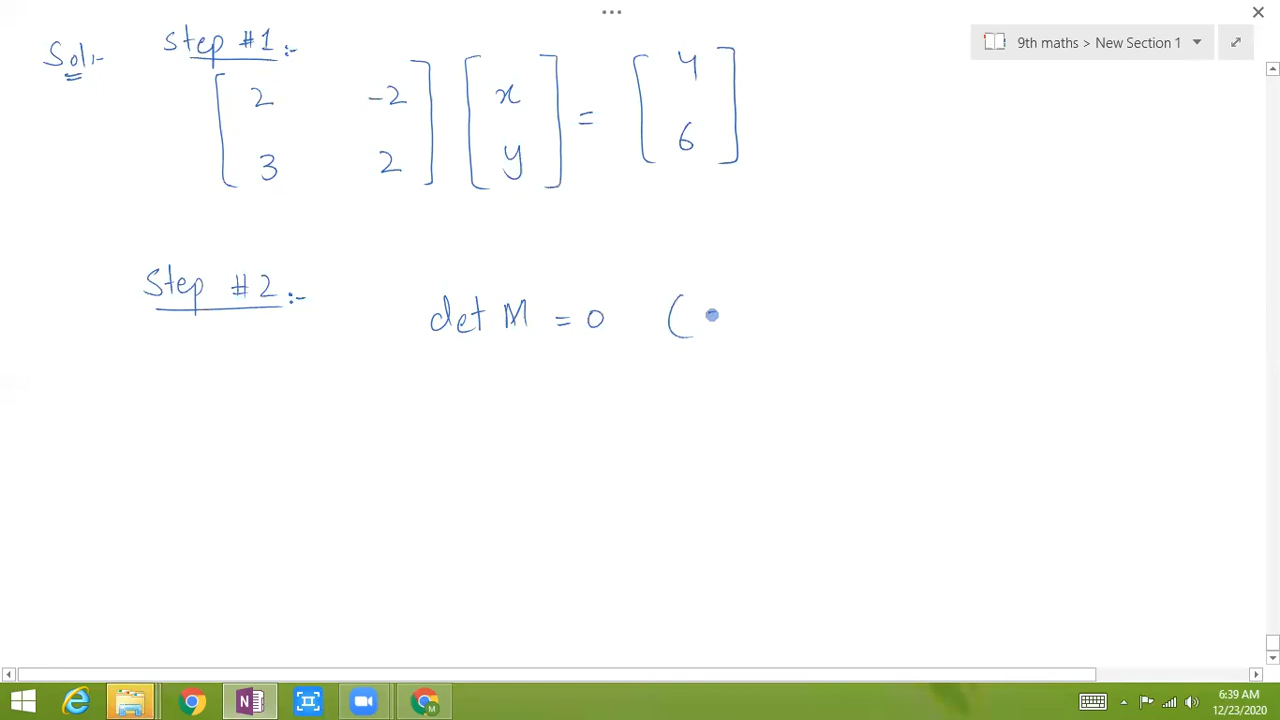 9th maths > New Section 1
Sol:-
Step #1:-
[2 -2] [x] = [4]
[3 2] [y] [6]
Step #2:-
det M = 0 (
6:39 AM
12/23/2020